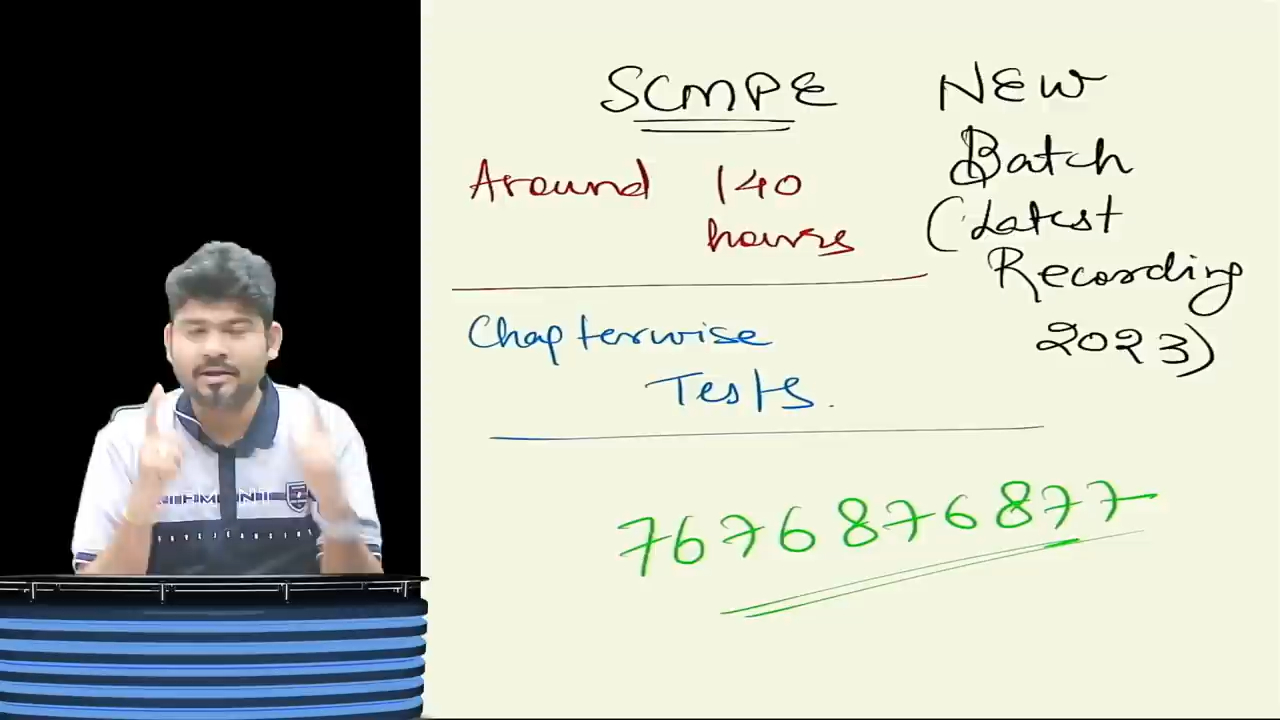 SCMPE
Around 140
hours
Chapterwise
Tests.
NEW
Batch
(Latest
Recording
2023)
7676876877